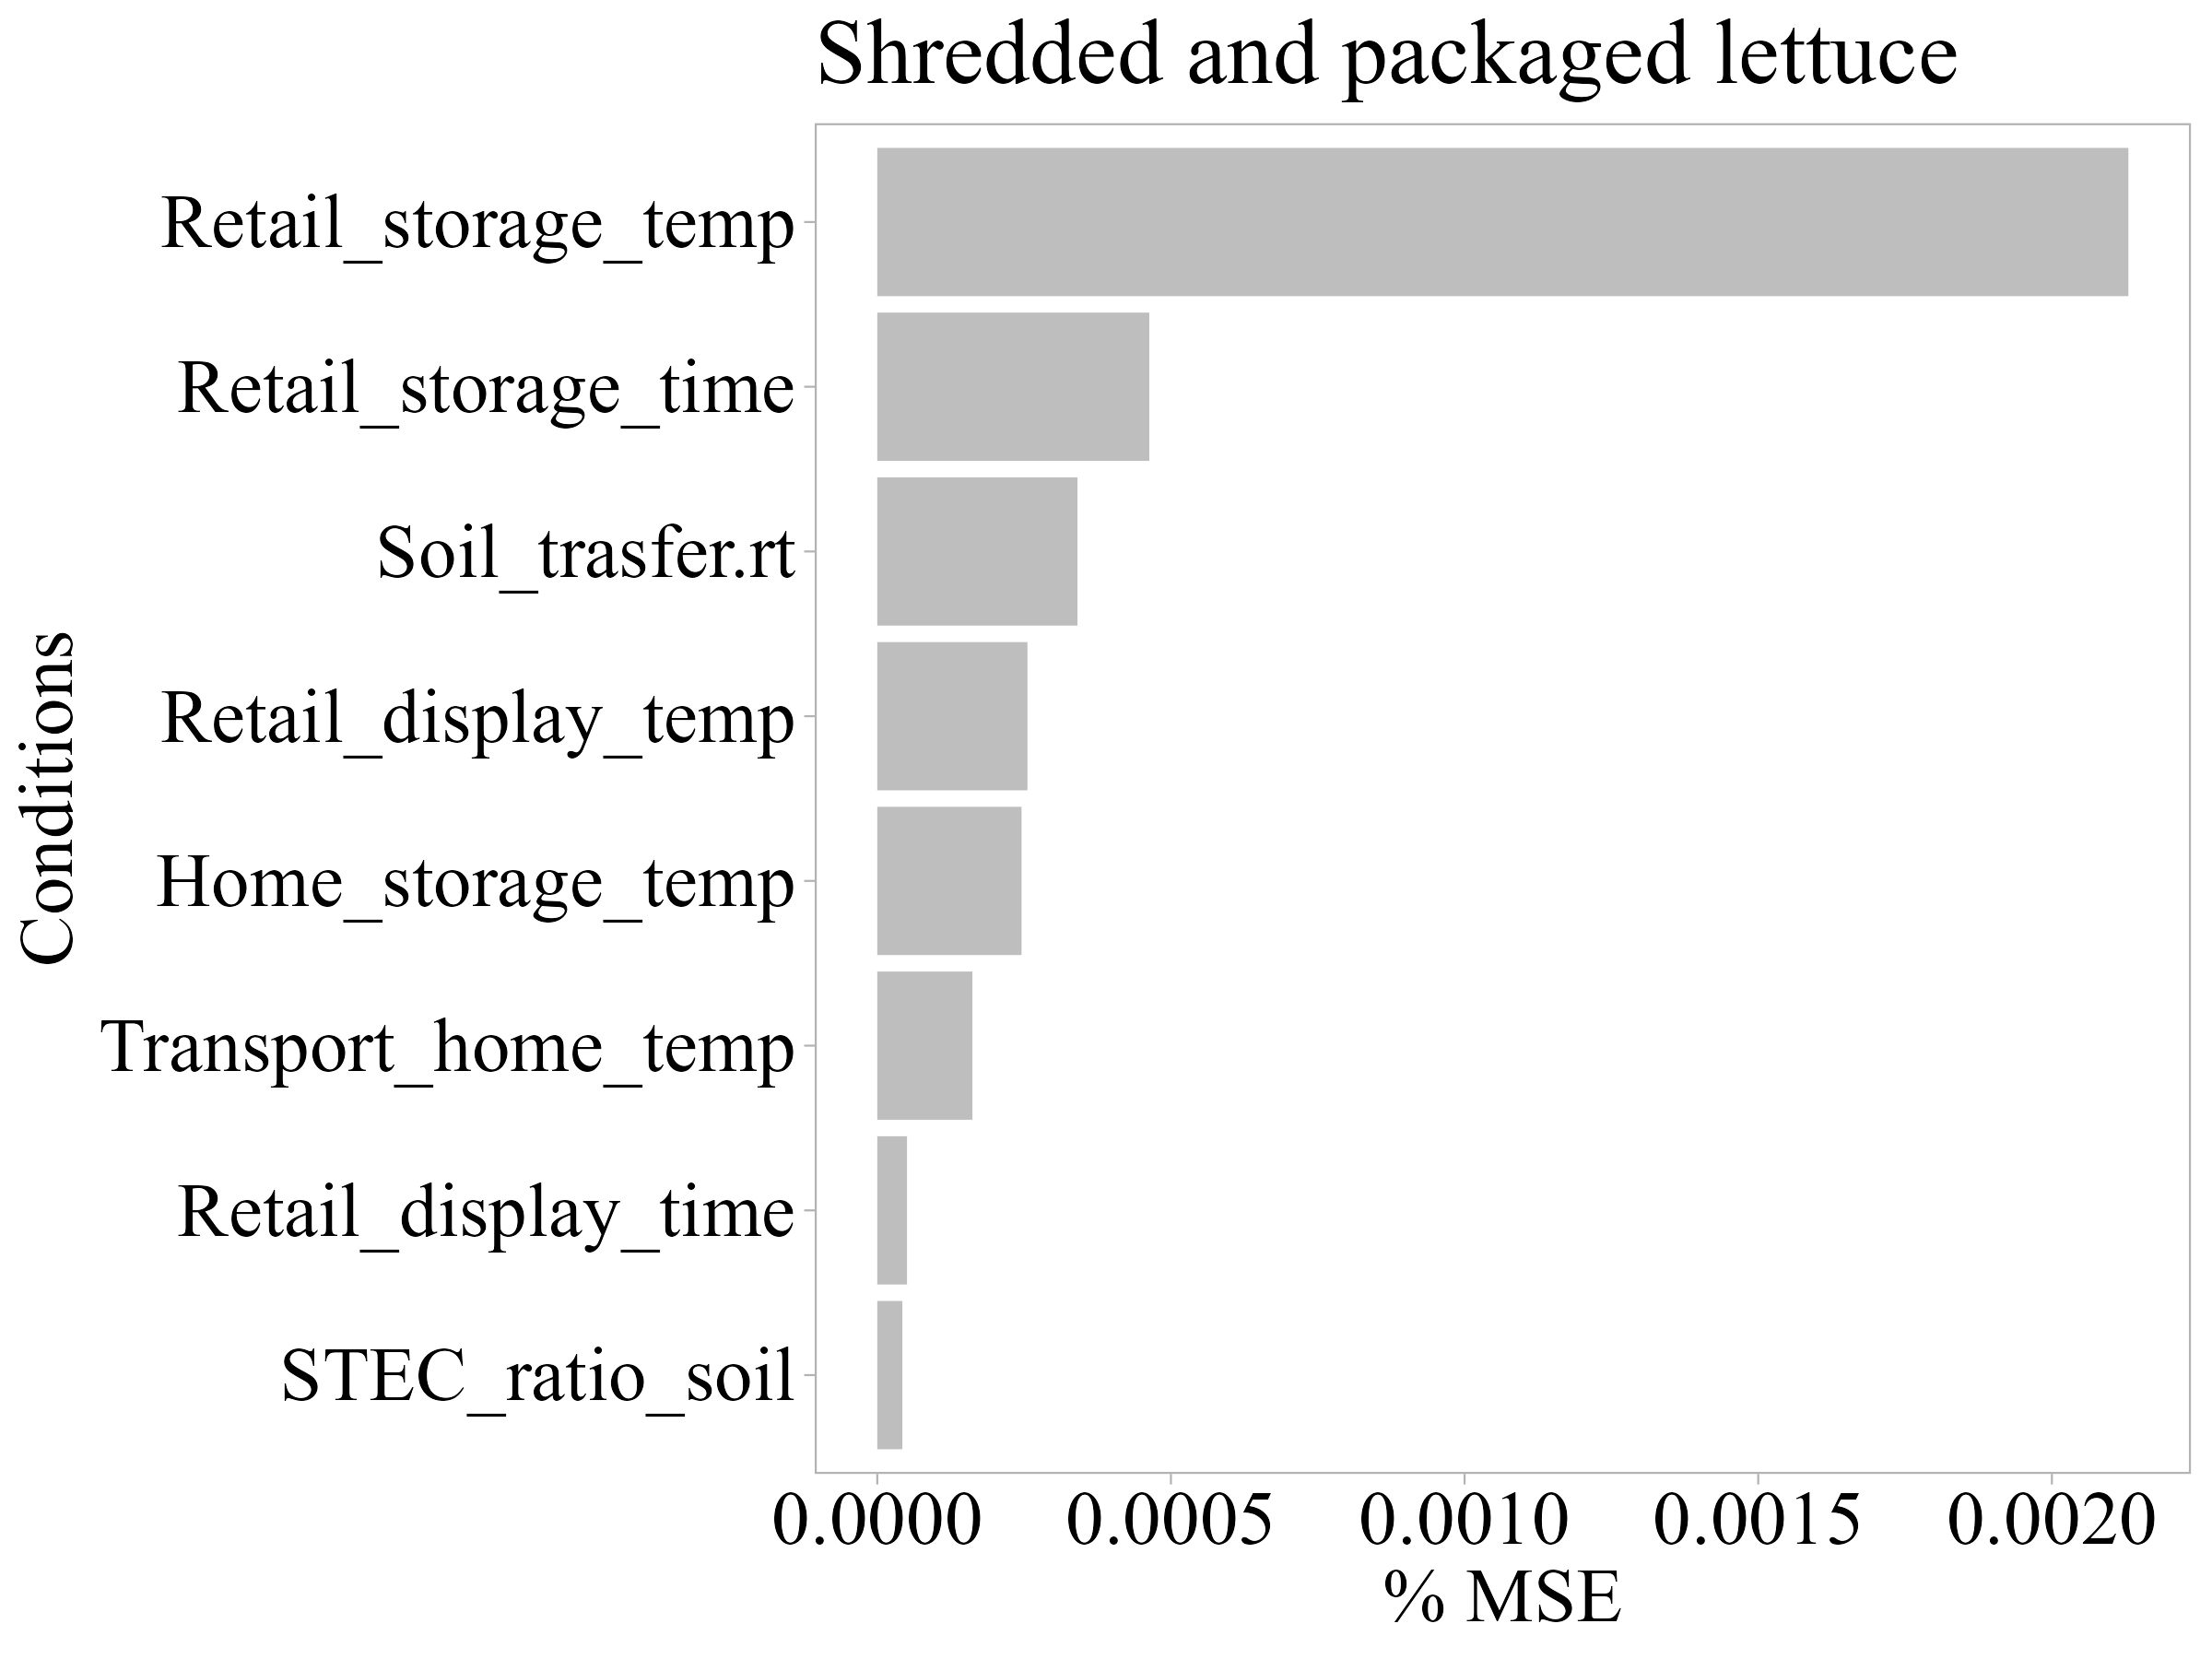 Shredded and packaged lettuce
Conditions
Retail_storage_temp
Retail_storage_time
Soil_trasfer.rt
Retail_display_temp
Home_storage_temp
Transport_home_temp
Retail_display_time
STEC_ratio_soil
0.0000 0.0005 0.0010 0.0015 0.0020
% MSE